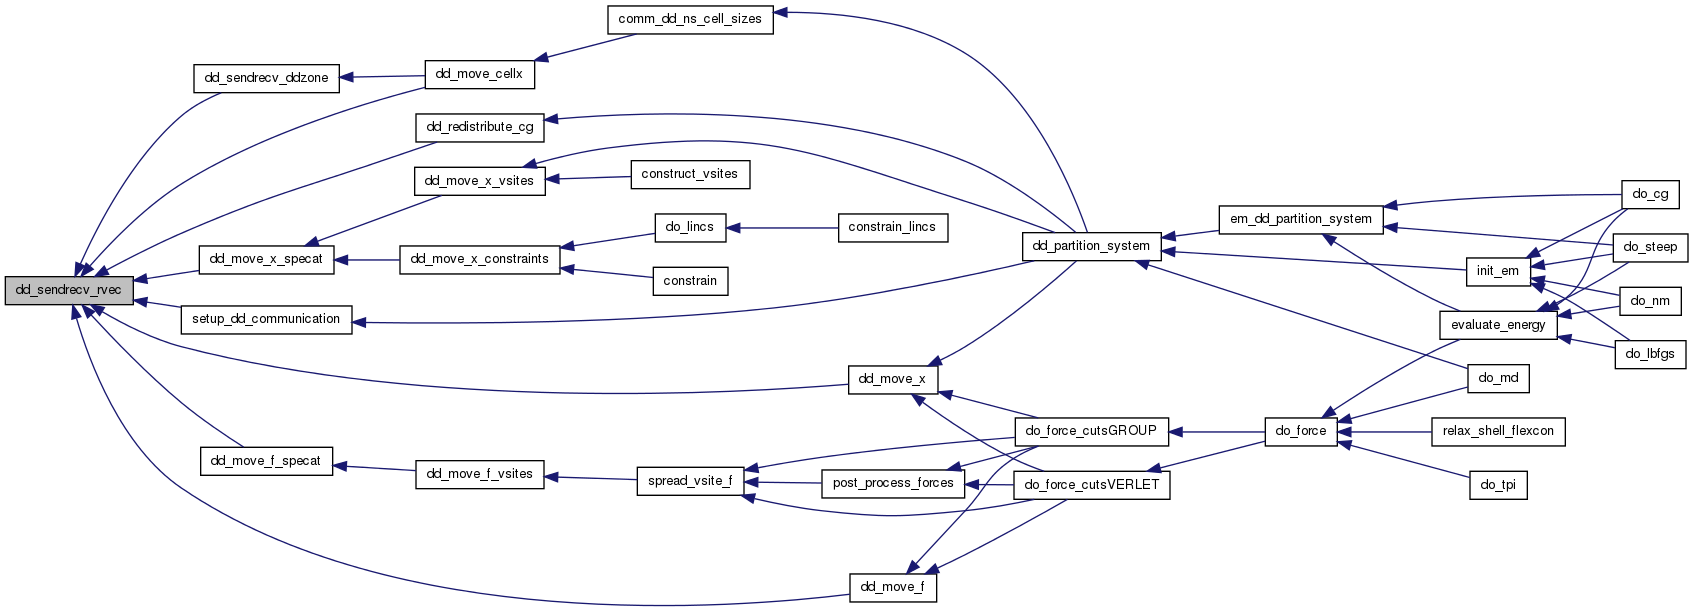 comm_dd_ns_cell_sizes
dd_sendrecv_ddzone
dd_move_cellx
dd_redistribute_cg
dd_move_x_vsites
construct_vsites
do_cg
do_lincs
constrain_lincs
em_dd_partition_system
dd_move_x_specat
dd_move_x_constraints
dd_partition_system
do_steep
constrain
init_em
dd_sendrecv_rvec
do_nm
setup_dd_communication
evaluate_energy
do_lbfgs
dd_move_x
do_md
do_force_cutsGROUP
do_force
relax_shell_flexcon
dd_move_f_specat
dd_move_f_vsites
spread_vsite_f
post_process_forces
do_force_cutsVERLET
do_tpi
dd_move_f